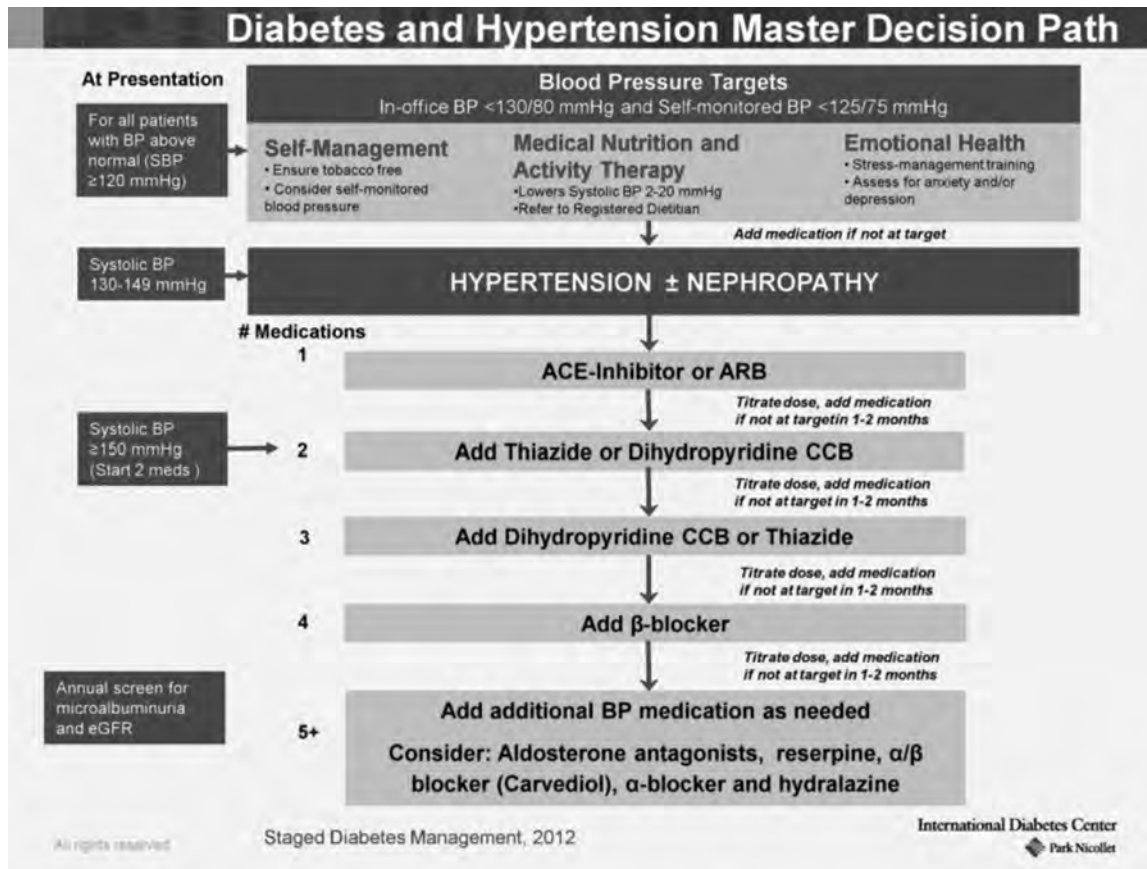 Diabetes and Hypertension Master Decision Path
At Presentation
For all patients
with BP above
normal (SBP
≥120 mmHg)
Blood Pressure Targets
In-office BP <130/80 mmHg and Self-monitored BP <125/75 mmHg
Self-Management
• Ensure tobacco free
• Consider self-monitored
blood pressure
Medical Nutrition and
Activity Therapy
•Lowers Systolic BP 2-20 mmHg
•Refer to Registered Dietitian
Emotional Health
• Stress-management training
• Assess for anxiety and/or
depression
Add medication if not at target
Systolic BP
130-149 mmHg
HYPERTENSION ± NEPHROPATHY
# Medications
1
ACE-Inhibitor or ARB
Titrate dose, add medication
if not at targetin 1-2 months
Systolic BP
≥150 mmHg
(Start 2 meds )
2
Add Thiazide or Dihydropyridine CCB
Titrate dose, add medication
if not at target in 1-2 months
3
Add Dihydropyridine CCB or Thiazide
Titrate dose, add medication
if not at target in 1-2 months
4
Add β-blocker
Titrate dose, add medication
if not at target in 1-2 months
Annual screen for
microalbuminuria
and eGFR
5+
Add additional BP medication as needed
Consider: Aldosterone antagonists, reserpine, α/β
blocker (Carvediol), α-blocker and hydralazine
All rights reserved
Staged Diabetes Management, 2012
International Diabetes Center
Park Nicollet